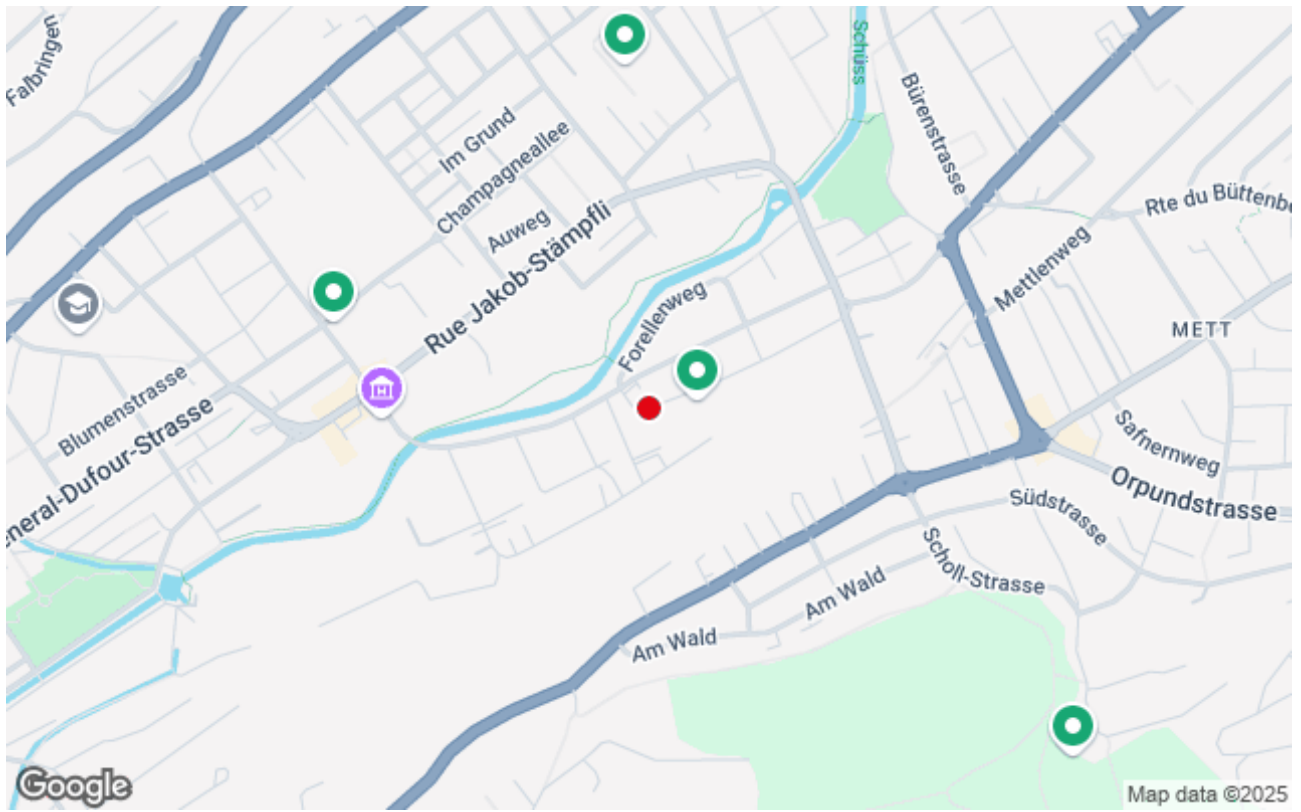 Falbringen
Schüss
Bürenstrasse
Im Grund
Champagneallee
Auweg
Rue Jakob-Stämpfli
Rte du Büttenbe
Mettlenweg
Forellenweg
METT
Blumenstrasse
eneral-Dufour-Strasse
Safnernweg
Orpundstrasse
Südstrasse
Scholl-Strasse
Am Wald
Am Wald
Google
Map data ©2025